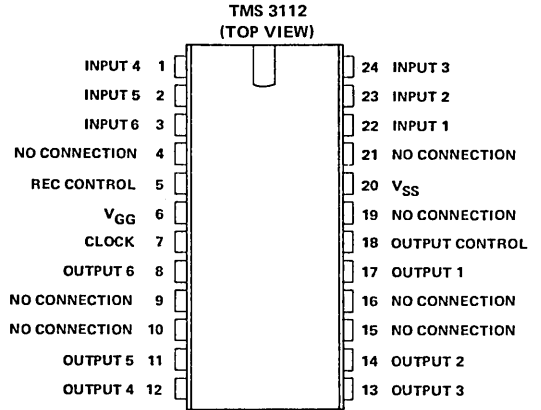 TMS 3112
(TOP VIEW)
INPUT 4 1
INPUT 5 2
INPUT 6 3
NO CONNECTION 4
REC CONTROL 5
VGG 6
CLOCK 7
OUTPUT 6 8
NO CONNECTION 9
NO CONNECTION 10
OUTPUT 5 11
OUTPUT 4 12
24 INPUT 3
23 INPUT 2
22 INPUT 1
21 NO CONNECTION
20 VSS
19 NO CONNECTION
18 OUTPUT CONTROL
17 OUTPUT 1
16 NO CONNECTION
15 NO CONNECTION
14 OUTPUT 2
13 OUTPUT 3